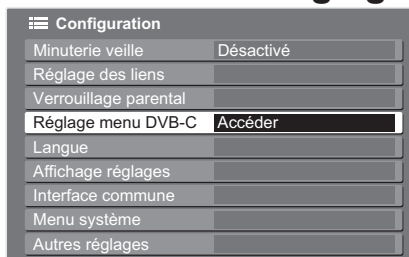 Configuration
Minuterie veille Désactivé
Réglage des liens
Verrouillage parental
Réglage menu DVB-C Accéder
Langue
Affichage réglages
Interface commune
Menu système
Autres réglages